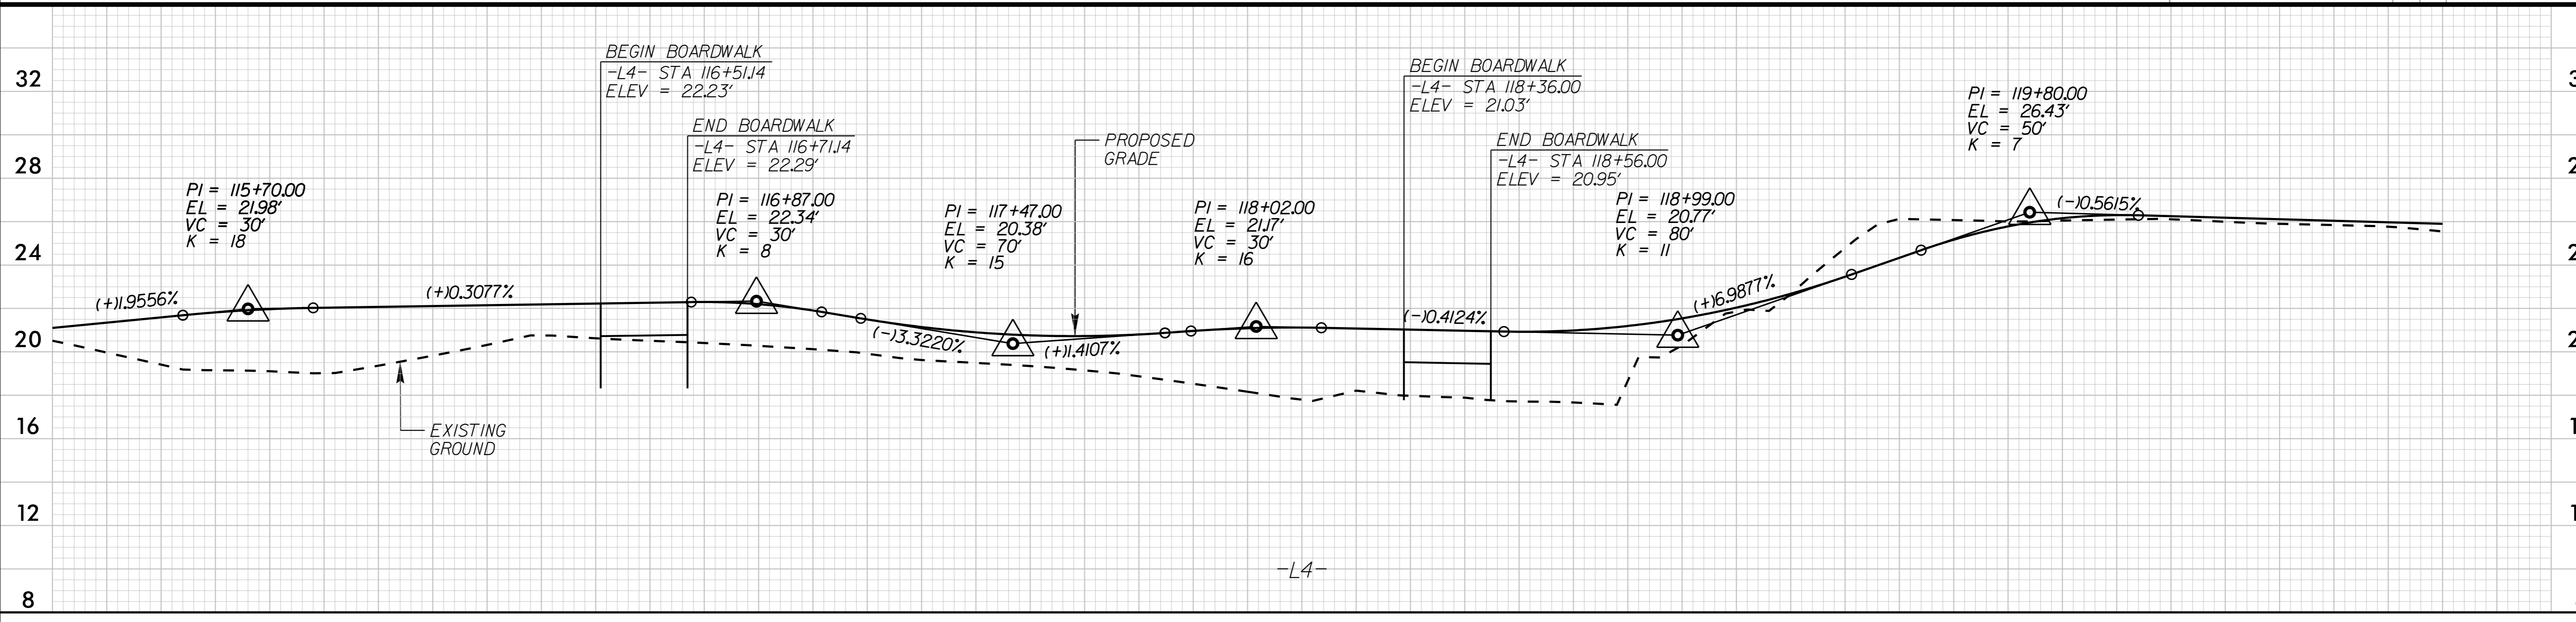 32
28
24
20
16
12
8
BEGIN BOARDWALK
-L4- STA 116+51.14
ELEV = 22.23'
END BOARDWALK
-L4- STA 116+71.14
ELEV = 22.29'
PROPOSED
GRADE
BEGIN BOARDWALK
-L4- STA 118+36.00
ELEV = 21.03'
END BOARDWALK
-L4- STA 118+56.00
ELEV = 20.95'
PI = 115+70.00
EL = 21.98'
VC = 30'
K = 18
PI = 116+87.00
EL = 22.34'
VC = 30'
K = 8
PI = 117+47.00
EL = 20.38'
VC = 70'
K = 15
PI = 118+02.00
EL = 21.17'
VC = 30'
K = 16
PI = 118+99.00
EL = 20.77'
VC = 80'
K = 11
PI = 119+80.00
EL = 26.43'
VC = 50'
K = 7
(+)1.9556%
(+)0.3077%
(-)3.3220%
(+)1.4107%
(-)0.4124%
(+)6.9877%
(-)0.5615%
EXISTING
GROUND
-L4-